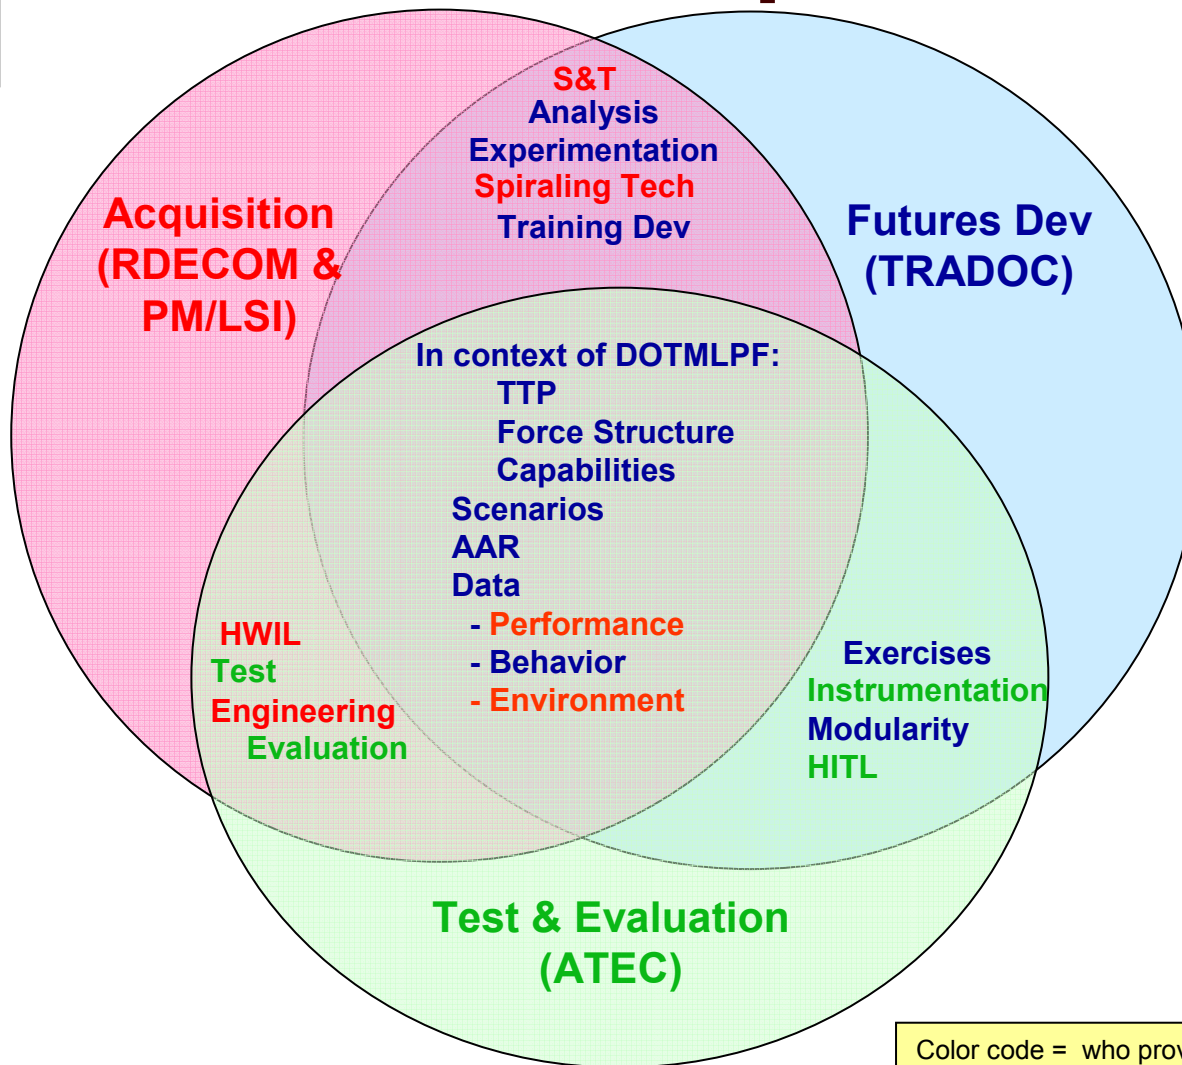 S&T
Analysis
Experimentation
Spiraling Tech
Training Dev
Acquisition
(RDECOM &
PM/LSI)
Futures Dev
(TRADOC)
In context of DOTMLPF:
TTP
Force Structure
Capabilities
Scenarios
AAR
Data
- Performance
- Behavior
- Environment
HWIL
Test
Engineering
Evaluation
Exercises
Instrumentation
Modularity
HITL
Test & Evaluation
(ATEC)
Color code = who prov